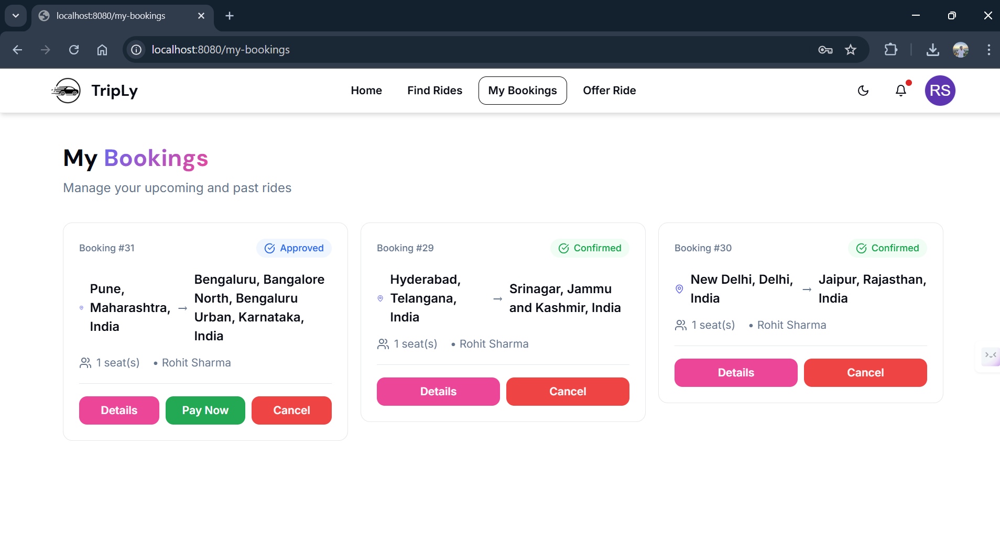 localhost:8080/my-bookings
localhost:8080/my-bookings
TripLy
Home
Find Rides
My Bookings
Offer Ride
RS
My Bookings
Manage your upcoming and past rides
Booking #31
Approved
Pune,
Maharashtra,
India
→
Bengaluru, Bangalore
North, Bengaluru
Urban, Karnataka,
India
1 seat(s) • Rohit Sharma
Details
Pay Now
Cancel
Booking #29
Confirmed
Hyderabad,
Telangana,
India
→
Srinagar, Jammu
and Kashmir, India
1 seat(s) • Rohit Sharma
Details
Cancel
Booking #30
Confirmed
New Delhi, Delhi,
India
→
Jaipur, Rajasthan,
India
1 seat(s) • Rohit Sharma
Details
Cancel